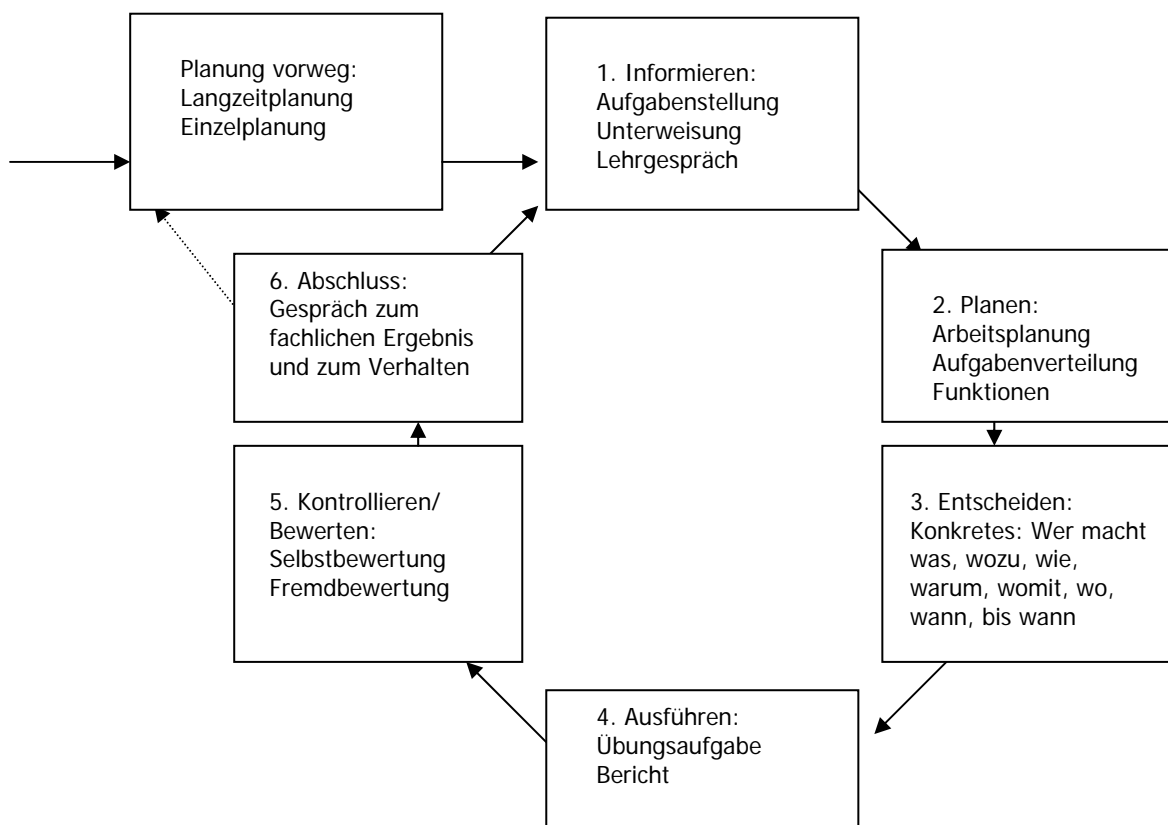 Planung vorweg:
Langzeitplanung
Einzelplanung
1. Informieren:
Aufgabenstellung
Unterweisung
Lehrgespräch
2. Planen:
Arbeitsplanung
Aufgabenverteilung
Funktionen
3. Entscheiden:
Konkretes: Wer macht
was, wozu, wie,
warum, womit, wo,
wann, bis wann
4. Ausführen:
Übungsaufgabe
Bericht
5. Kontrollieren/
Bewerten:
Selbstbewertung
Fremdbewertung
6. Abschluss:
Gespräch zum
fachlichen Ergebnis
und zum Verhalten